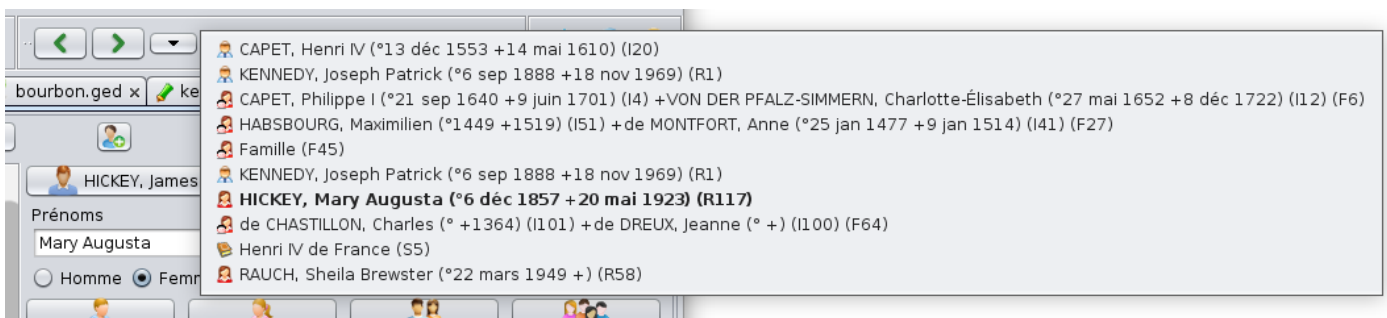 CAPET, Henri IV (°13 déc 1553 +14 mai 1610) (I20)
KENNEDY, Joseph Patrick (°6 sep 1888 +18 nov 1969) (R1)
bourbon.ged x ke
CAPET, Philippe I (°21 sep 1640 +9 juin 1701) (I4) +VON DER PFALZ-SIMMERN, Charlotte-Élisabeth (°27 mai 1652 +8 déc 1722) (I12) (F6)
HABSBOURG, Maximilien (°1449 +1519) (I51) +de MONTFORT, Anne (°25 jan 1477 +9 jan 1514) (I41) (F27)
Famille (F45)
HICKEY, James
KENNEDY, Joseph Patrick (°6 sep 1888 +18 nov 1969) (R1)
HICKEY, Mary Augusta (°6 déc 1857 +20 mai 1923) (R117)
Prénoms
de CHASTILLON, Charles (° +1364) (I101) +de DREUX, Jeanne (° +) (I100) (F64)
Mary Augusta
Henri IV de France (S5)
Homme Femm
RAUCH, Sheila Brewster (°22 mars 1949 +) (R58)